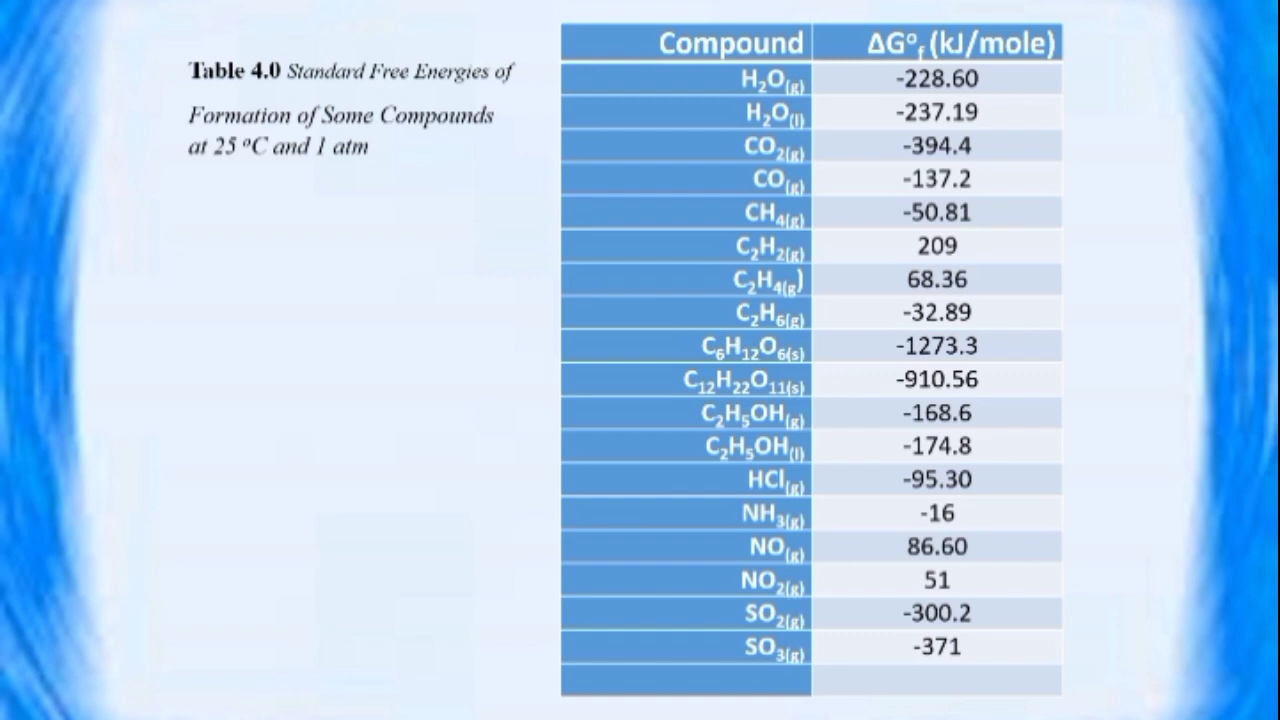 Table 4.0 Standard Free Energies of
Formation of Some Compounds
at 25 °C and 1 atm
Compound ΔG°f (kJ/mole)
H₂O(g) -228.60
H₂O(l) -237.19
CO₂(g) -394.4
CO(g) -137.2
CH₄(g) -50.81
C₂H₂(g) 209
C₂H₄(g) 68.36
C₂H₆(g) -32.89
C₆H₁₂O₆(s) -1273.3
C₁₂H₂₂O₁₁(s) -910.56
C₂H₅OH(g) -168.6
C₂H₅OH(l) -174.8
HCl(g) -95.30
NH₃(g) -16
NO(g) 86.60
NO₂(g) 51
SO₂(g) -300.2
SO₃(g) -371